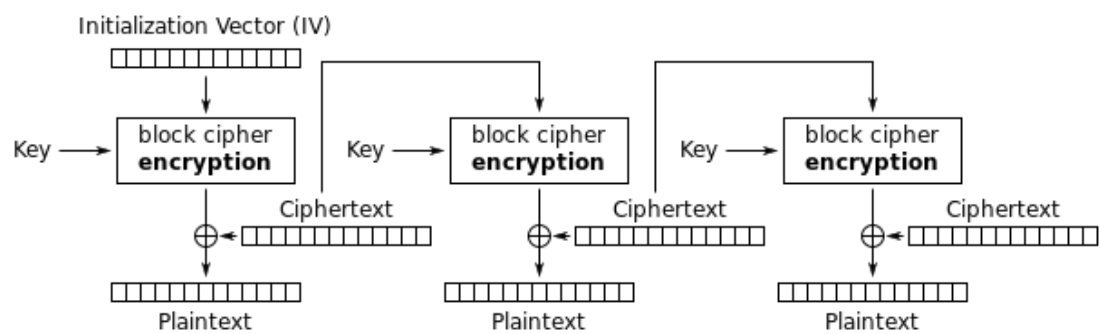 Initialization Vector (IV)
Key
block cipher
encryption
Key
block cipher
encryption
Key
block cipher
encryption
Ciphertext
Ciphertext
Ciphertext
Plaintext
Plaintext
Plaintext